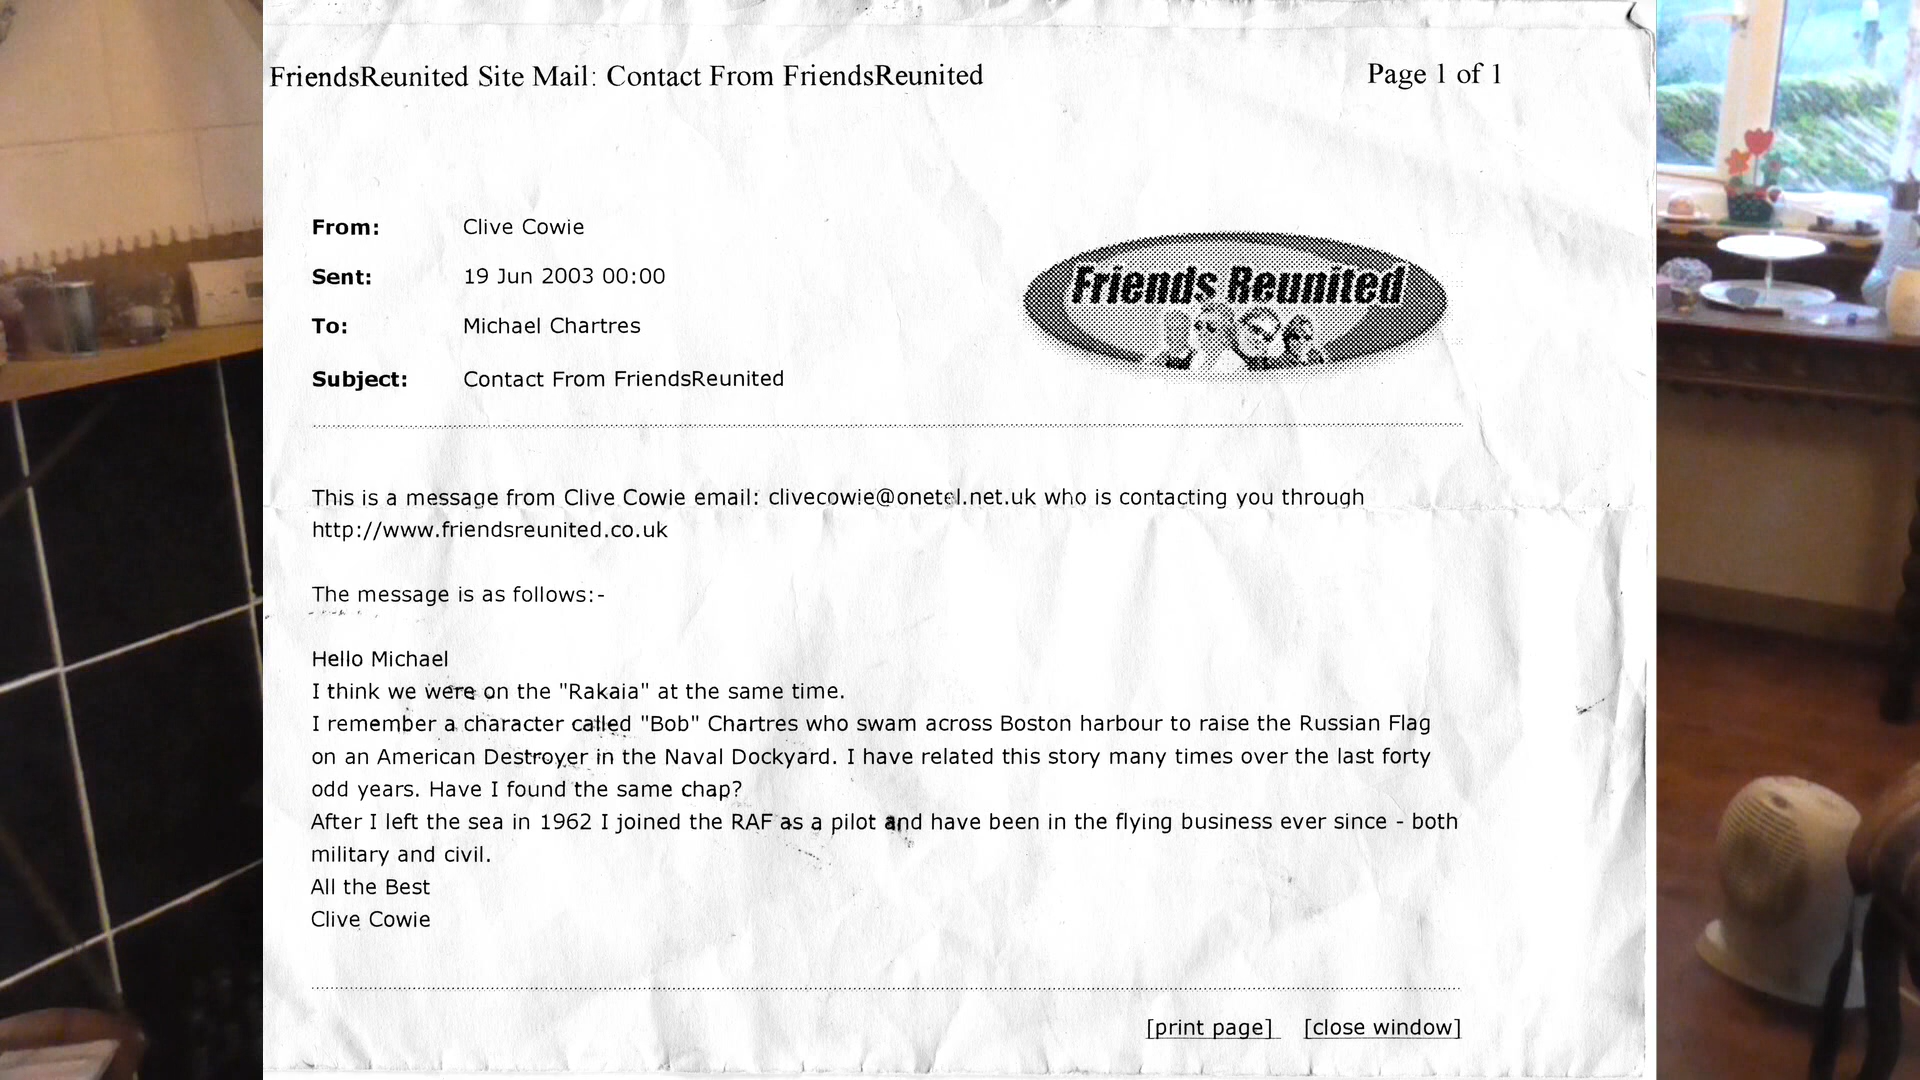 FriendsReunited Site Mail: Contact From FriendsReunited
Page 1 of 1
From: Clive Cowie
Sent: 19 Jun 2003 00:00
To: Michael Chartres
Subject: Contact From FriendsReunited
Friends Reunited
This is a message from Clive Cowie email: clivecowie@onetel.net.uk who is contacting you through
http://www.friendsreunited.co.uk
The message is as follows:-
Hello Michael
I think we were on the "Rakaia" at the same time.
I remember a character called "Bob" Chartres who swam across Boston harbour to raise the Russian Flag
on an American Destroyer in the Naval Dockyard. I have related this story many times over the last forty
odd years. Have I found the same chap?
After I left the sea in 1962 I joined the RAF as a pilot and have been in the flying business ever since - both
military and civil.
All the Best
Clive Cowie
[print page] [close window]